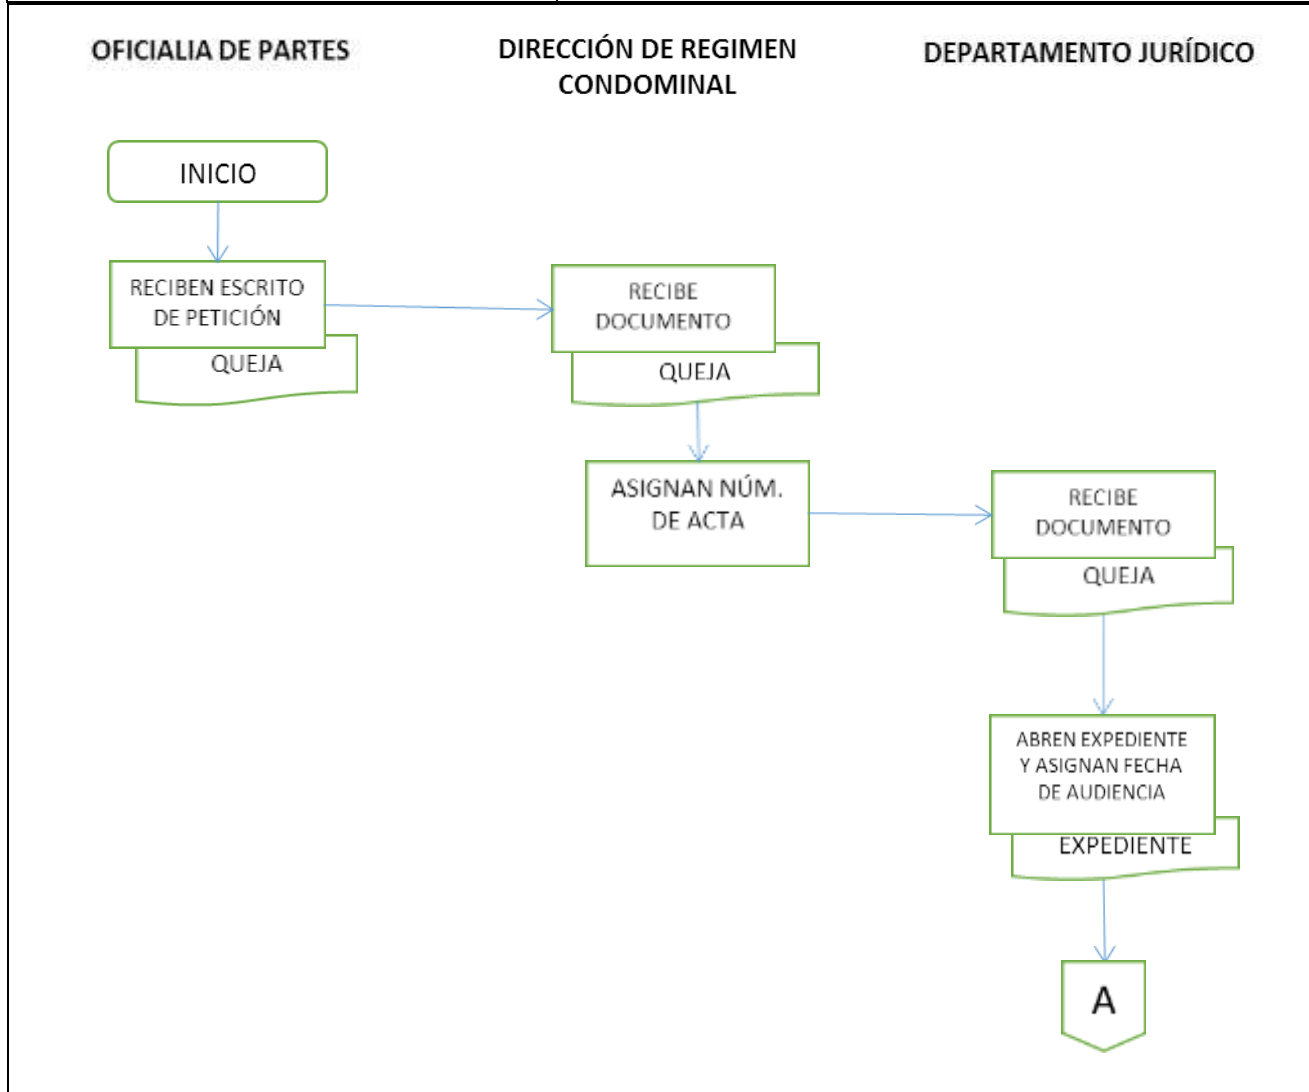 OFICIALIA DE PARTES
DIRECCIÓN DE REGIMEN
CONDOMINAL
DEPARTAMENTO JURÍDICO
INICIO
RECIBEN ESCRITO
DE PETICIÓN
QUEJA
RECIBE
DOCUMENTO
QUEJA
ASIGNAN NÚM.
DE ACTA
RECIBE
DOCUMENTO
QUEJA
ABREN EXPEDIENTE
Y ASIGNAN FECHA
DE AUDIENCIA
EXPEDIENTE
A